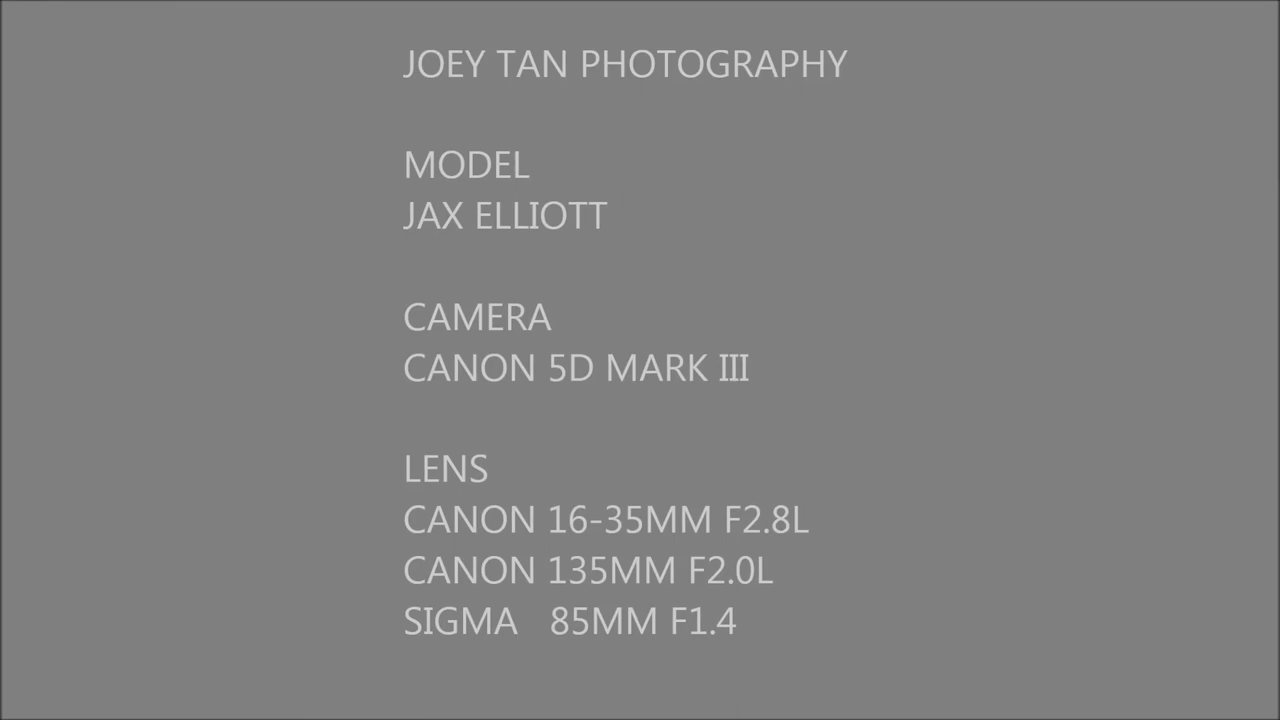 JOEY TAN PHOTOGRAPHY
MODEL
JAX ELLIOTT
CAMERA
CANON 5D MARK III
LENS
CANON 16-35MM F2.8L
CANON 135MM F2.0L
SIGMA   85MM F1.4